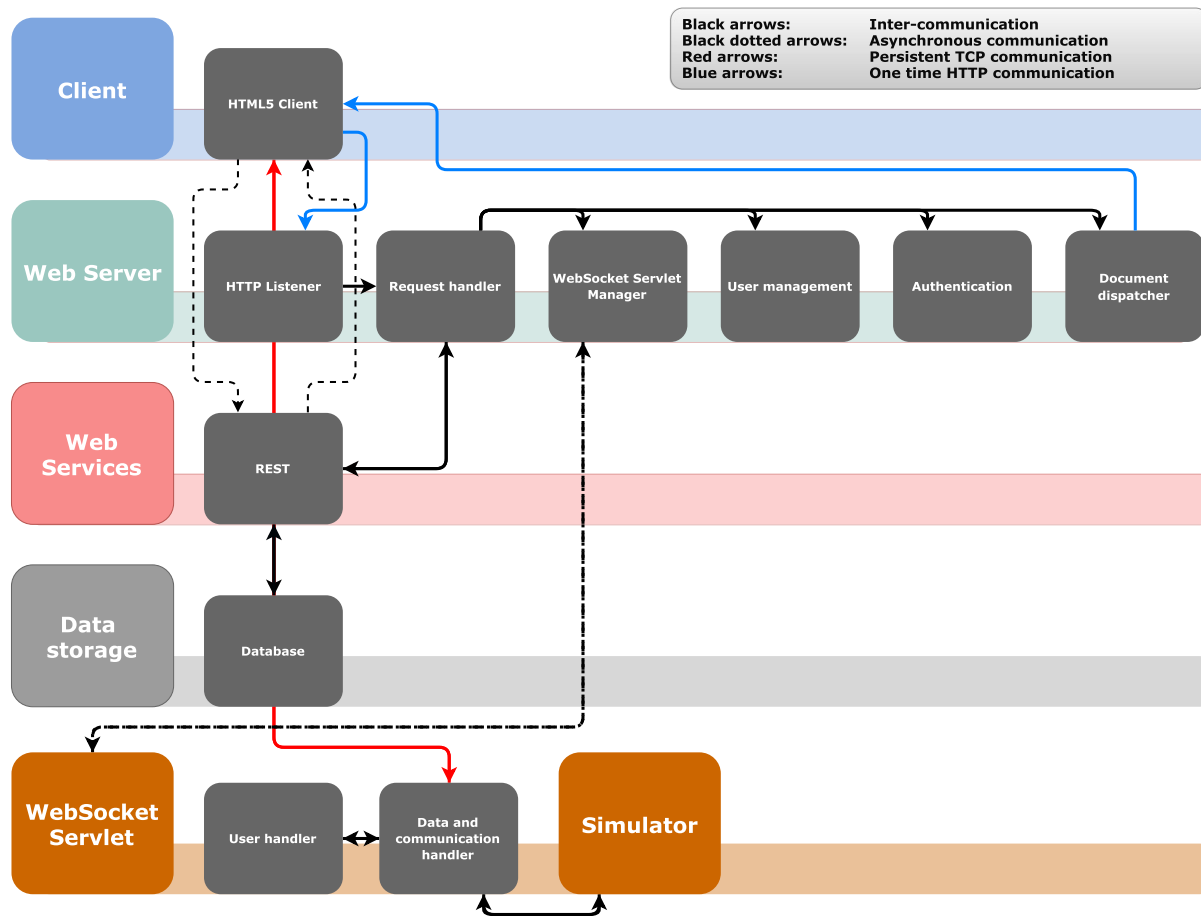 Black arrows: Inter-communication
Black dotted arrows: Asynchronous communication
Red arrows: Persistent TCP communication
Blue arrows: One time HTTP communication
Client
HTML5 Client
Web Server
HTTP Listener
Request handler
WebSocket Servlet
Manager
User management
Authentication
Document
dispatcher
Web
Services
REST
Data
storage
Database
WebSocket
Servlet
User handler
Data and
communication
handler
Simulator